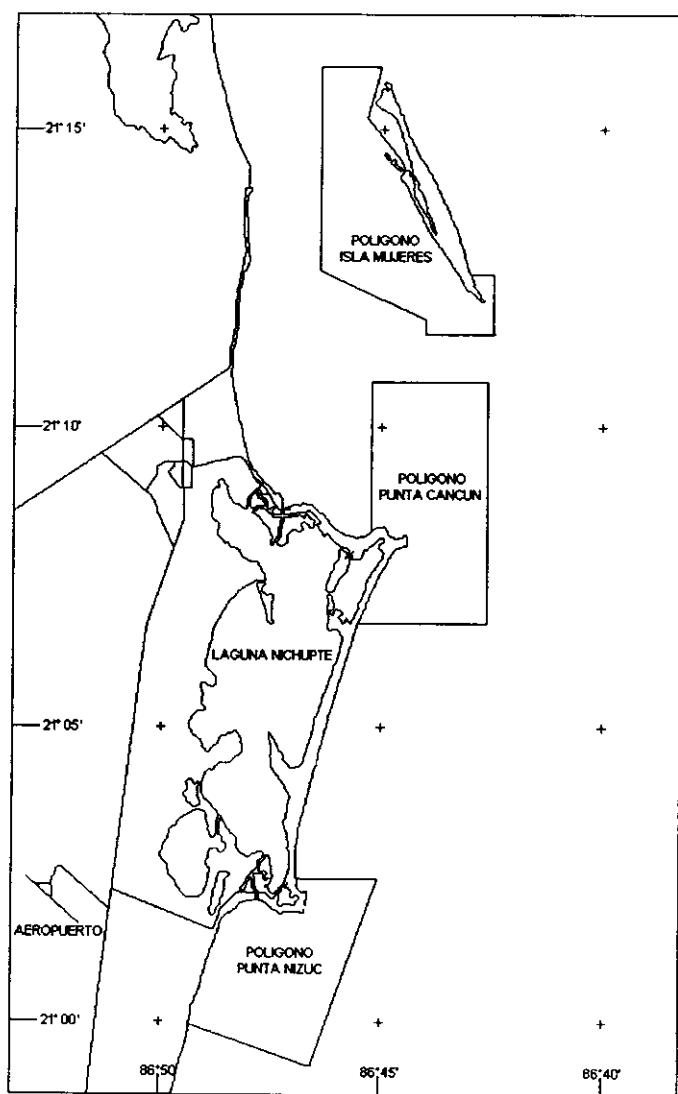 21° 15'
POLIGONO
ISLA MUJERES
21° 10'
POLIGONO
PUNTA CANCUN
LAGUNA NICHUPTE
21° 05'
AEROPUERTO
POLIGONO
PUNTA NIZUC
21° 00'
86°50'
86°45'
86°40'